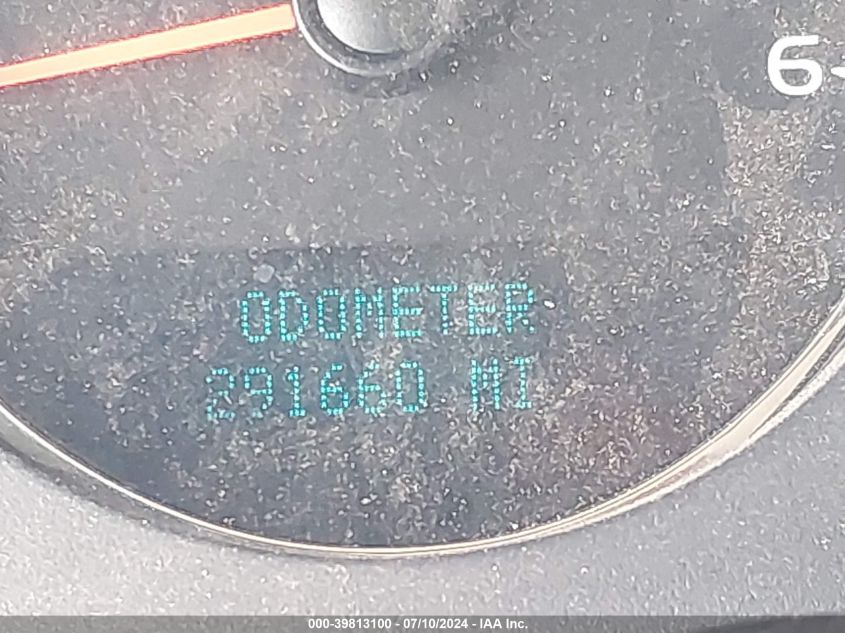 6
ODOMETER
291660 MI
000-39813100 - 07/10/2024 - IAA Inc.